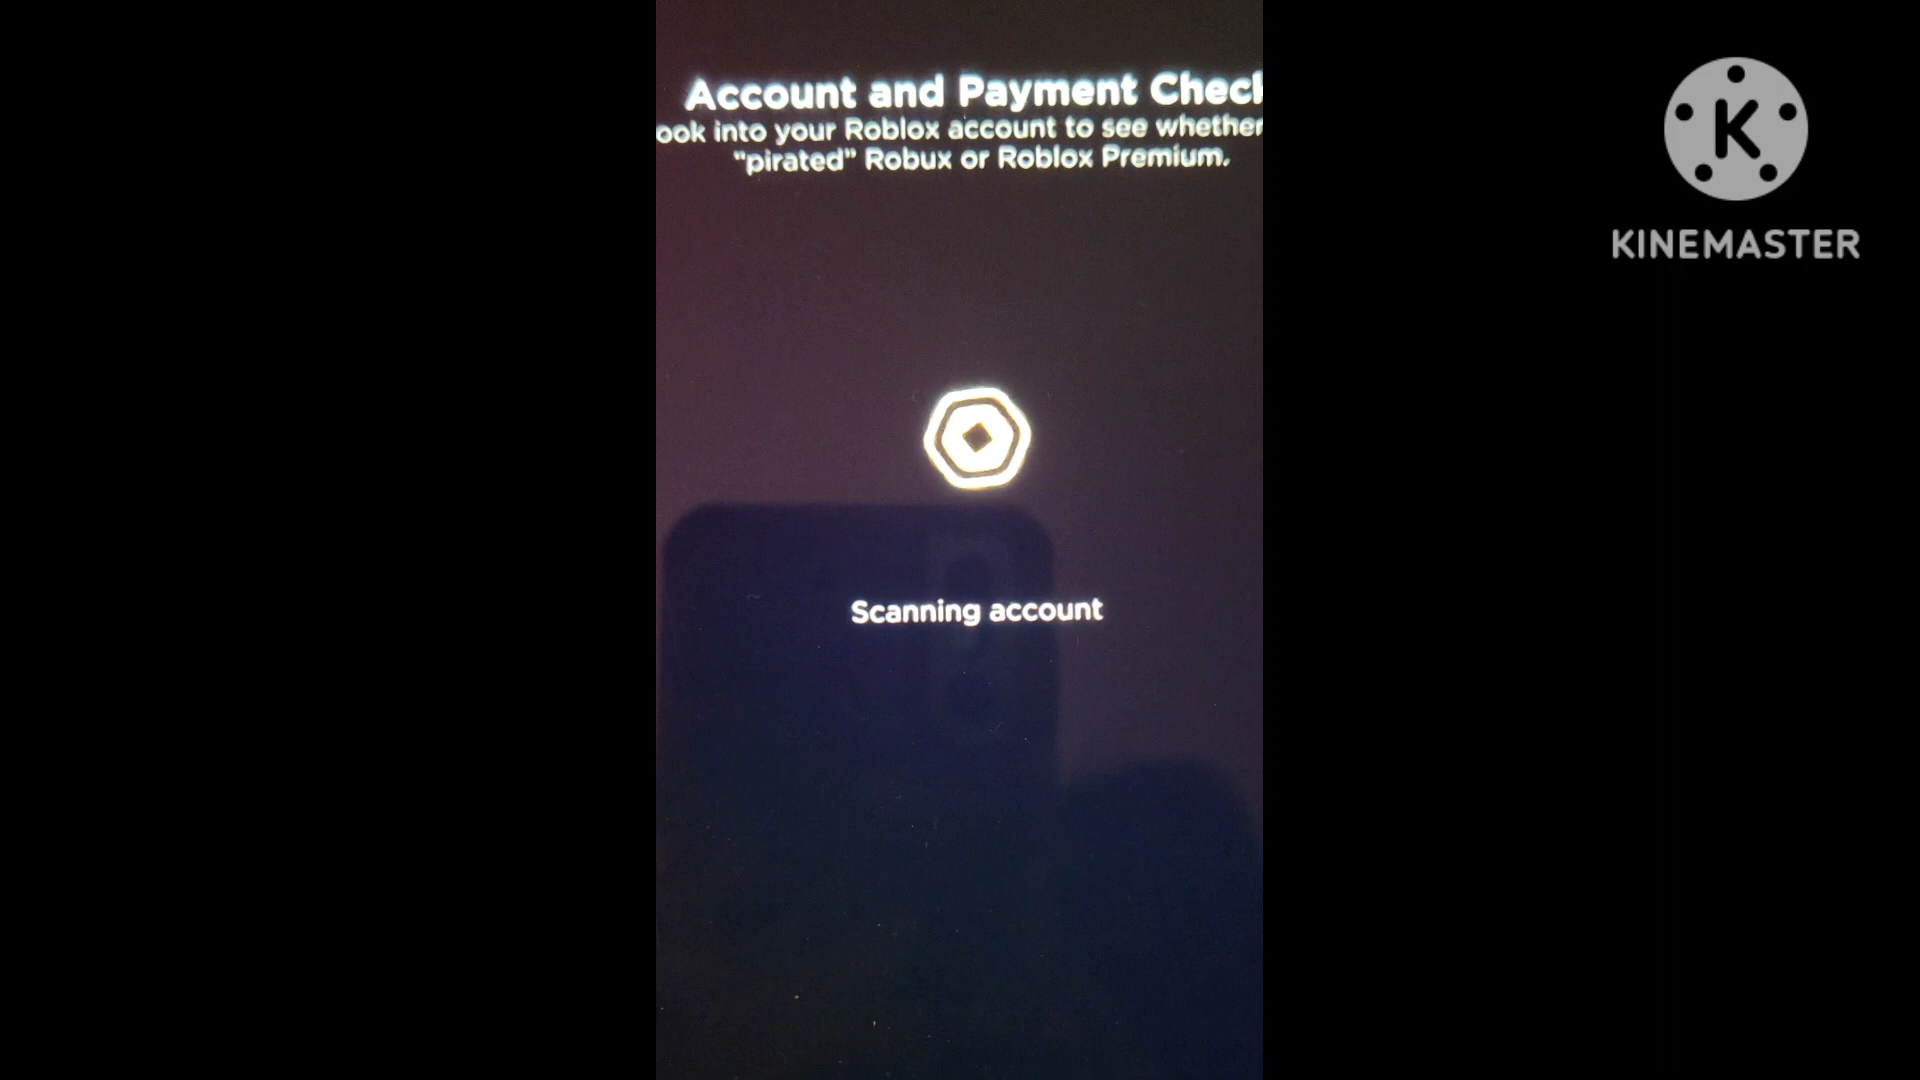 Account and Payment Check
ook into your Roblox account to see whether
"pirated" Robux or Roblox Premium.
Scanning account
K
KINEMASTER